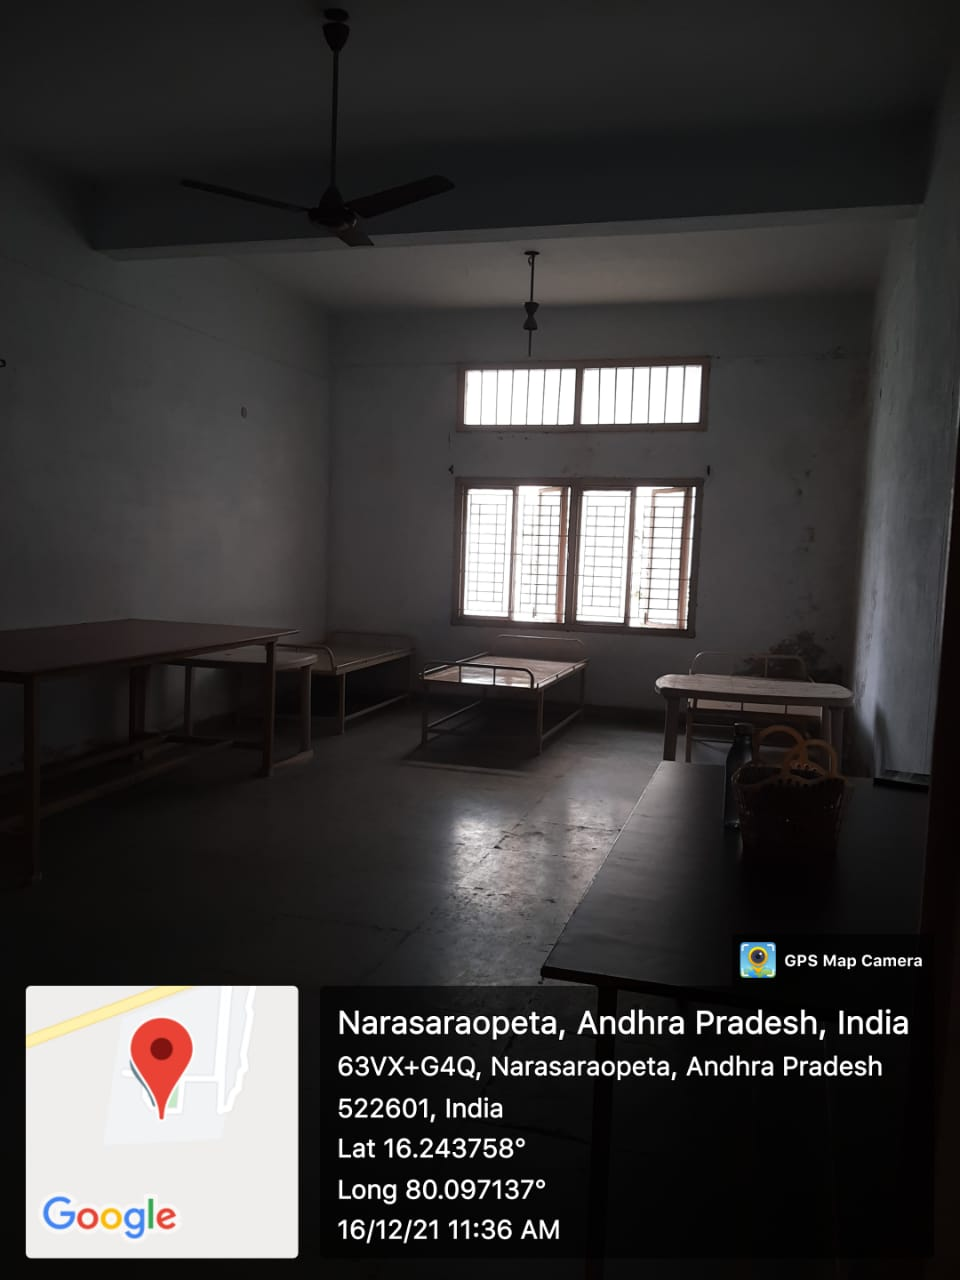 GPS Map Camera
Narasaraopeta, Andhra Pradesh, India
63VX+G4Q, Narasaraopeta, Andhra Pradesh
522601, India
Lat 16.243758°
Long 80.097137°
16/12/21 11:36 AM
Google